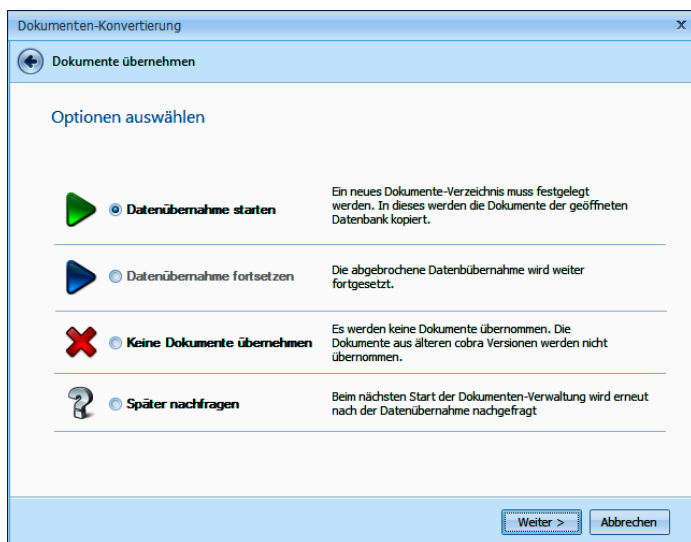 Dokumenten-Konvertierung x
Dokumente übernehmen
Optionen auswählen
Datenübernahme starten
Ein neues Dokumente-Verzeichnis muss festgelegt
werden. In dieses werden die Dokumente der geöffneten
Datenbank kopiert.
Datenübernahme fortsetzen
Die abgebrochene Datenbübernahme wird weiter
fortgesetzt.
Keine Dokumente übernehmen
Es werden keine Dokumente übernommen. Die
Dokumente aus älteren cobra Versionen werden nicht
übernommen.
Später nachfragen
Beim nächsten Start der Dokumenten-Verwaltung wird erneut
nach der Datenübernahme nachgefragt
Weiter > Abbrechen